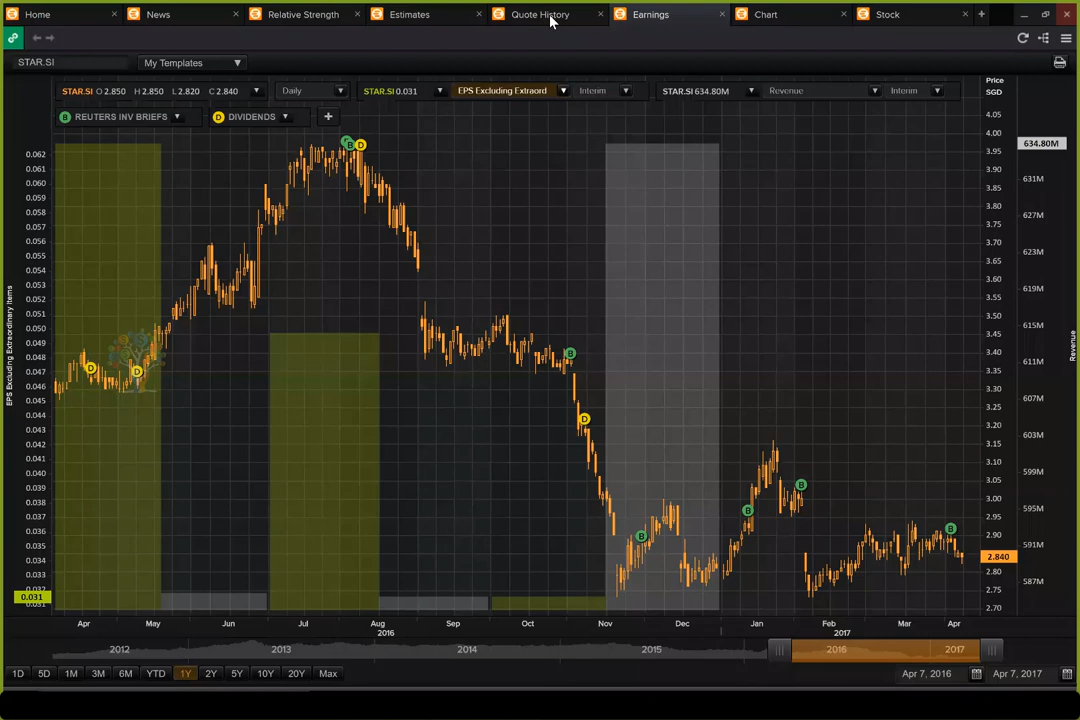 Home News Relative Strength Estimates Quote History Earnings Chart Stock
STAR.SI My Templates
STAR.SI O 2.850 H 2.850 L 2.820 C 2.840 Daily STAR.SI 0.031 EPS Excluding Extraord Interim STAR.SI 634.80M Revenue Interim
Price
SGD
B REUTERS INV BRIEFS D DIVIDENDS +
4.05
4.00
3.95
3.90
3.85
3.80
3.75
3.70
3.65
3.60
3.55
3.50
3.45
3.40
3.35
3.30
3.25
3.20
3.15
3.10
3.05
3.00
2.95
2.90
2.840
2.80
2.75
2.70
634.80M
631M
627M
623M
619M
615M
611M
607M
603M
599M
595M
591M
587M
Revenue
EPS Excluding Extraordinary Items
0.062
0.061
0.060
0.059
0.058
0.057
0.056
0.055
0.054
0.053
0.052
0.051
0.050
0.049
0.048
0.047
0.046
0.045
0.044
0.043
0.042
0.041
0.040
0.039
0.038
0.037
0.036
0.035
0.034
0.033
0.031
B D
D D
B
D
B B B B
Apr May Jun Jul Aug Sep Oct Nov Dec Jan Feb Mar Apr
2016 2017
2012 2013 2014 2015 2016 2017
1D 5D 1M 3M 6M YTD 1Y 2Y 5Y 10Y 20Y Max Apr 7, 2016 Apr 7, 2017